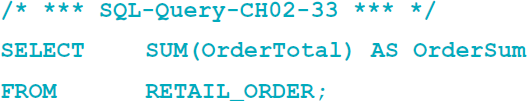 /* *** SQL-Query-CH02-33 *** */
SELECT SUM(OrderTotal) AS OrderSum
FROM RETAIL_ORDER;